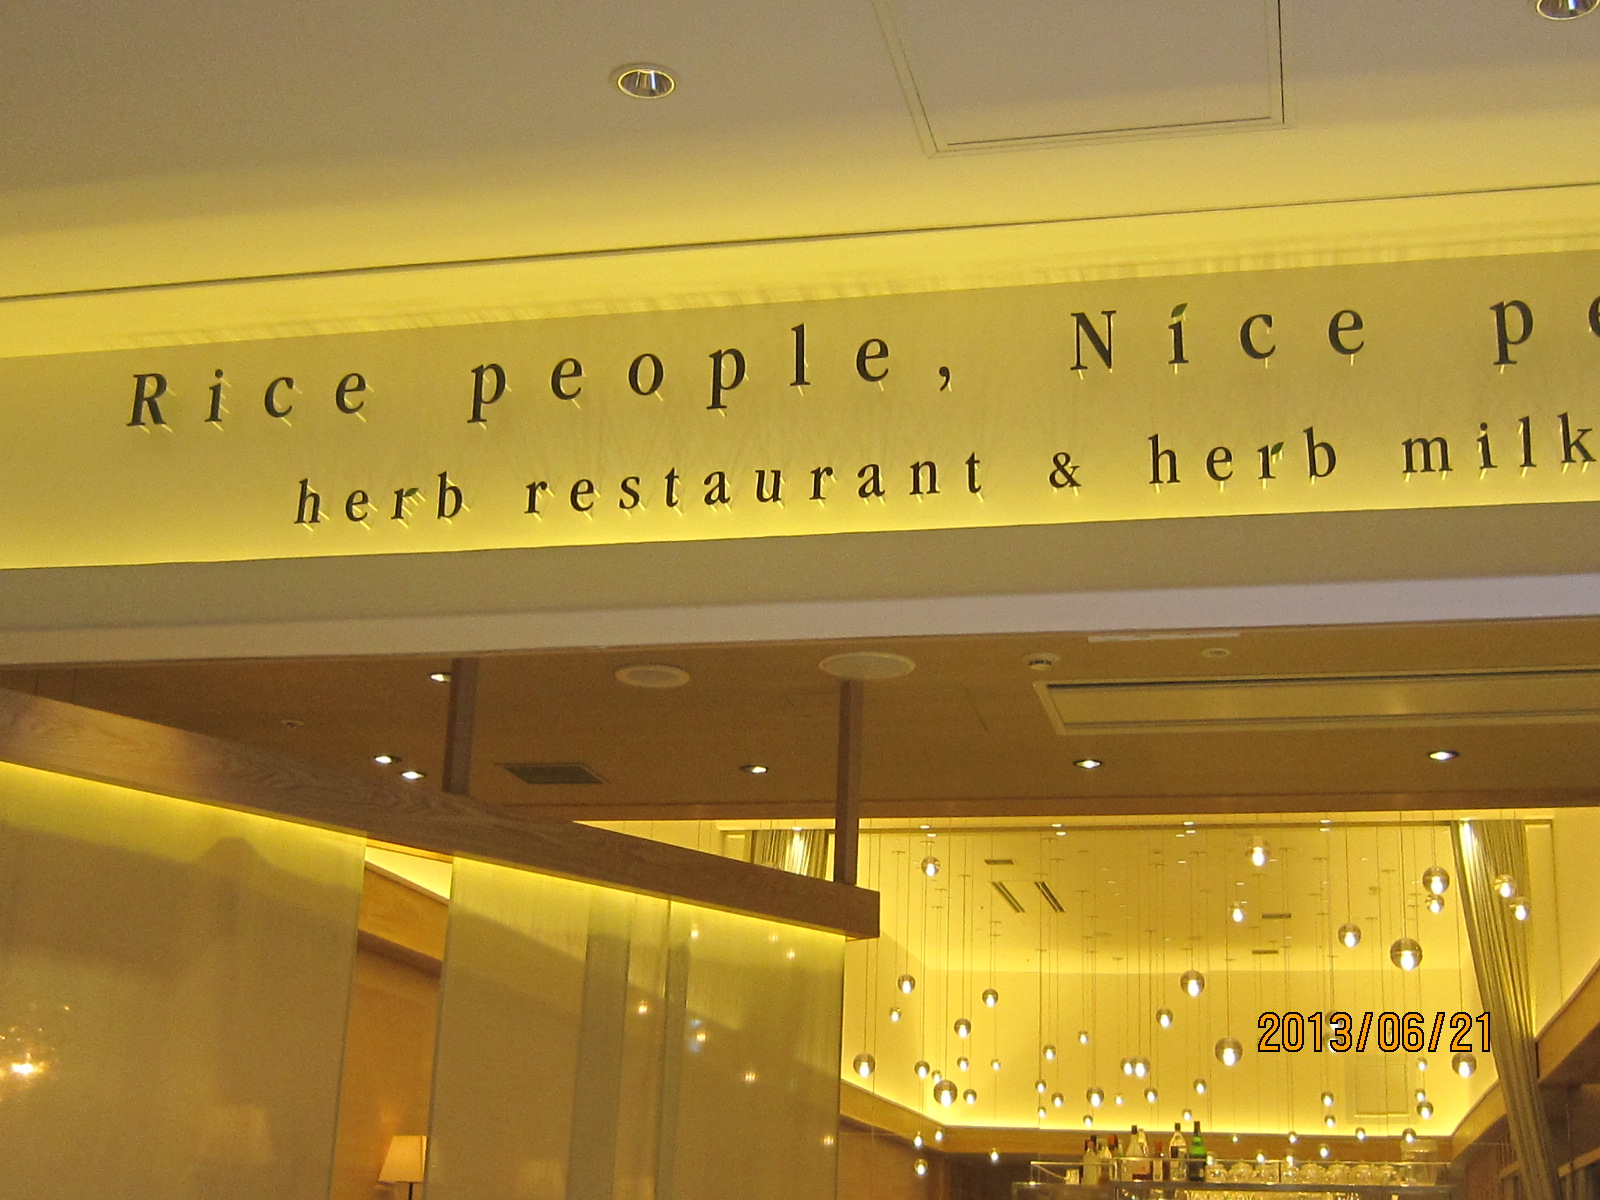 Rice people, Nice pe
herb restaurant & herb milk
2013/06/21